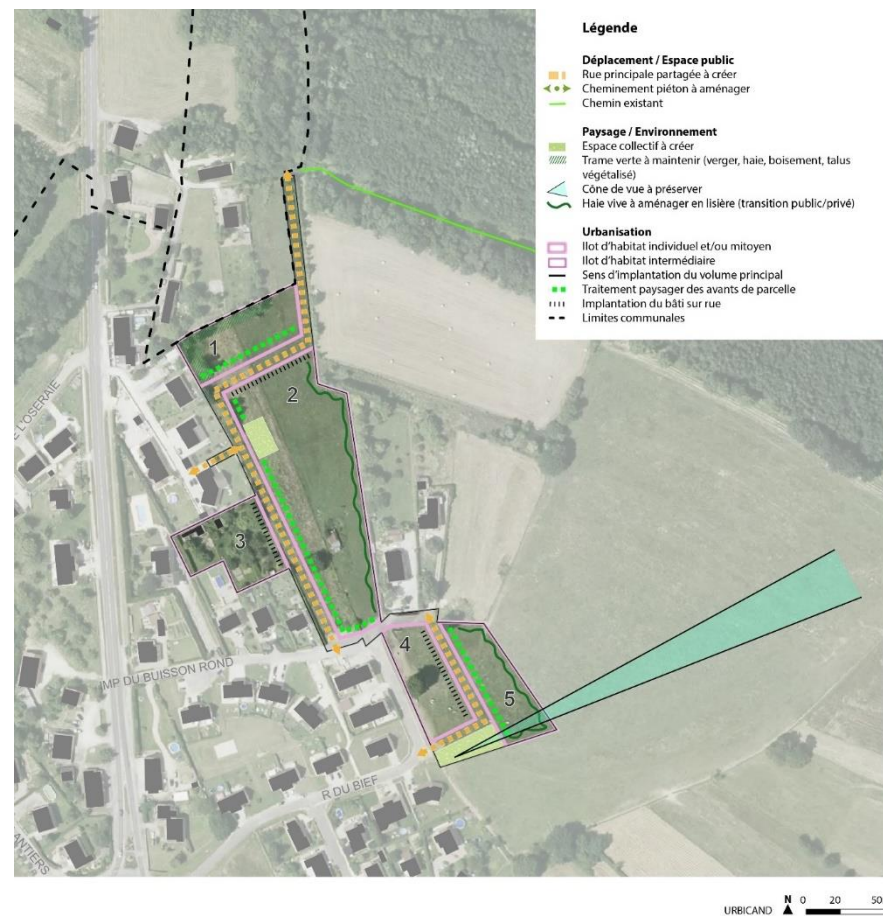 Légende
Déplacement / Espace public
Rue principale partagée à créer
Cheminement piéton à aménager
Chemin existant
Paysage / Environnement
Espace collectif à créer
Trame verte à maintenir (verger, haie, boisement, talus
végétalisé)
Cône de vue à préserver
Haie vive à aménager en lisière (transition public/privé)
Urbanisation
Ilot d'habitat individuel et/ou mitoyen
Ilot d'habitat intermédiaire
Sens d'implantation du volume principal
Traitement paysager des avants de parcelle
Implantation du bâti sur rue
Limites communales
1
2
E L'OSERAIE
3
4
5
IMP DU BUISSON ROND
R DU BIEF
ANTIERS
URBICAND
N
0 20 50